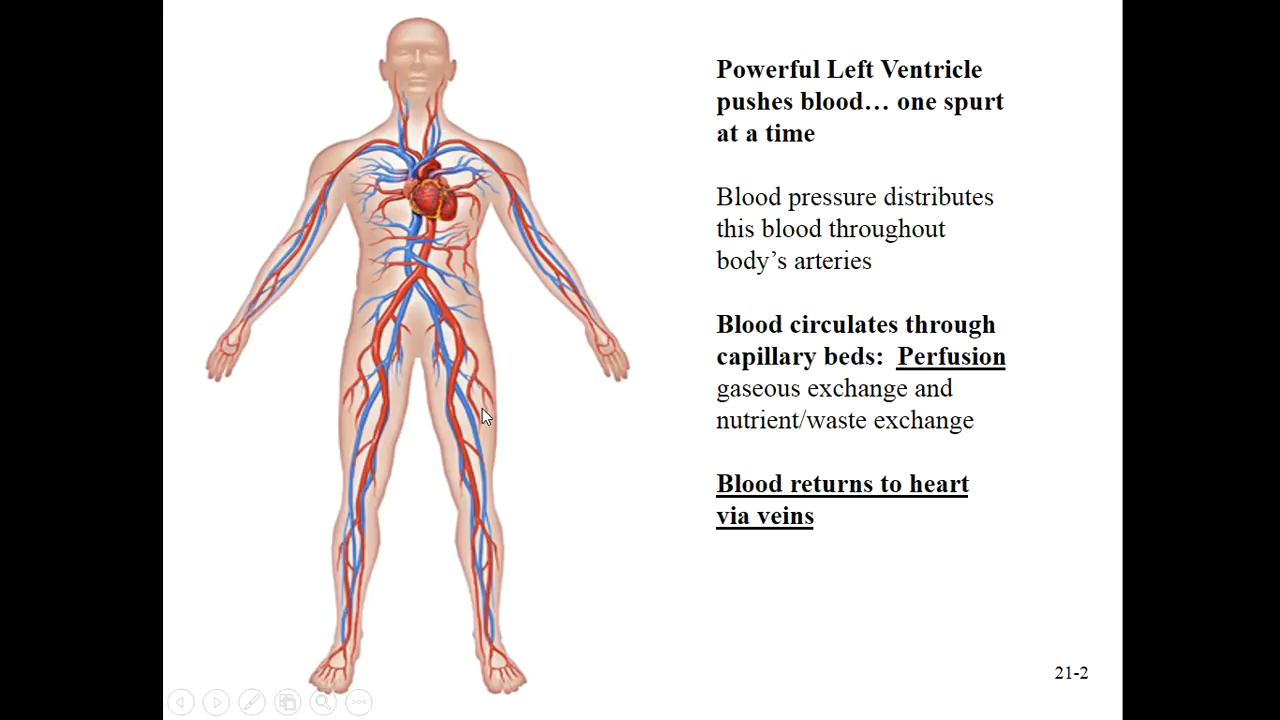 Powerful Left Ventricle
pushes blood… one spurt
at a time
Blood pressure distributes
this blood throughout
body’s arteries
Blood circulates through
capillary beds:  Perfusion
gaseous exchange and
nutrient/waste exchange
Blood returns to heart
via veins
21-2